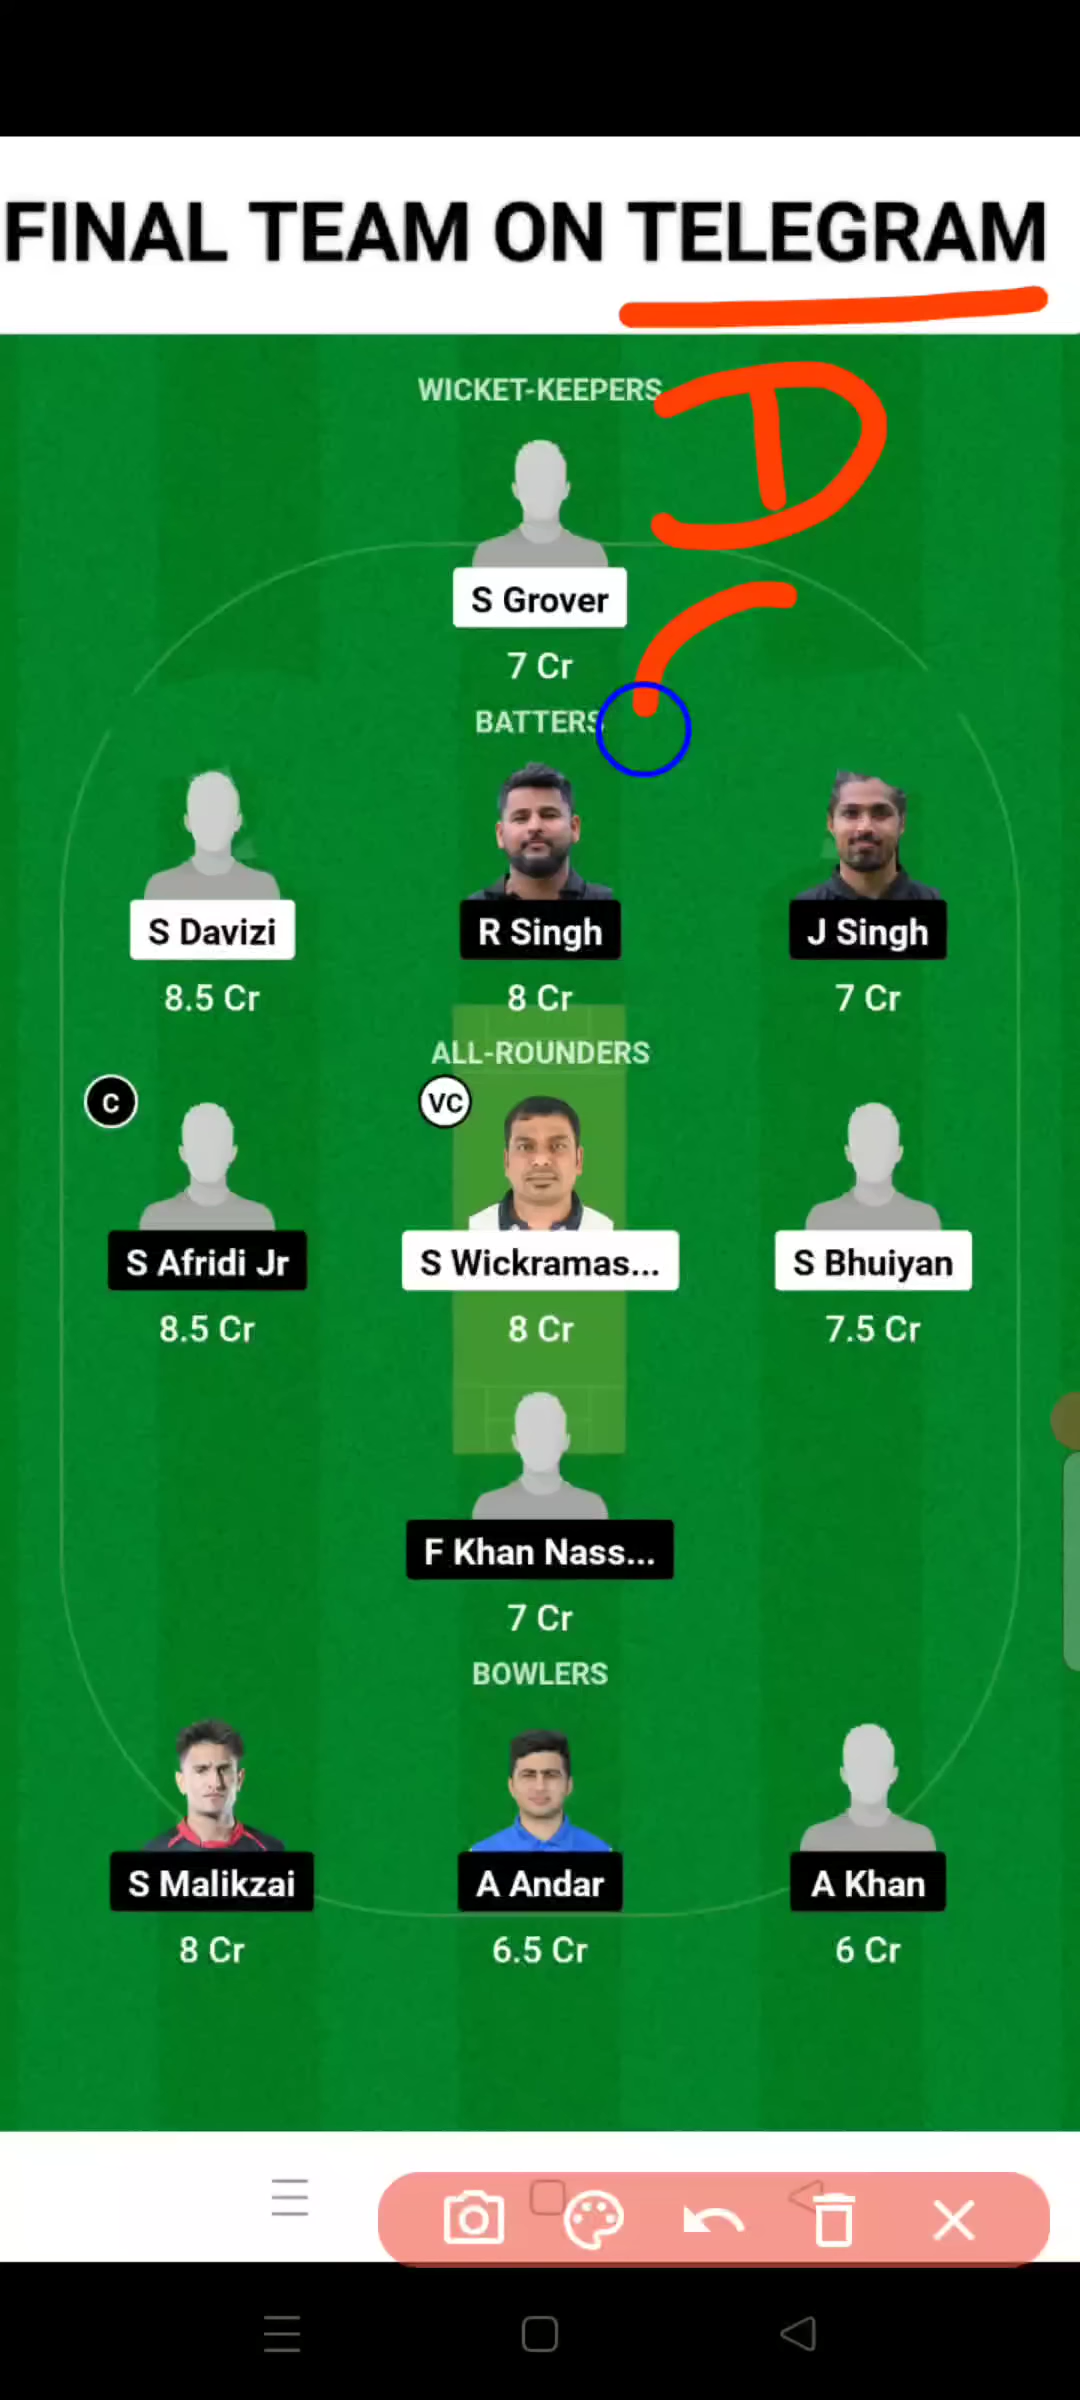 FINAL TEAM ON TELEGRAM
WICKET-KEEPERS
D
S Grover
7 Cr
BATTERS
S Davizi R Singh J Singh
8.5 Cr 8 Cr 7 Cr
ALL-ROUNDERS
C VC
S Afridi Jr S Wickramas... S Bhuiyan
8.5 Cr 8 Cr 7.5 Cr
F Khan Nass...
7 Cr
BOWLERS
S Malikzai A Andar A Khan
8 Cr 6.5 Cr 6 Cr